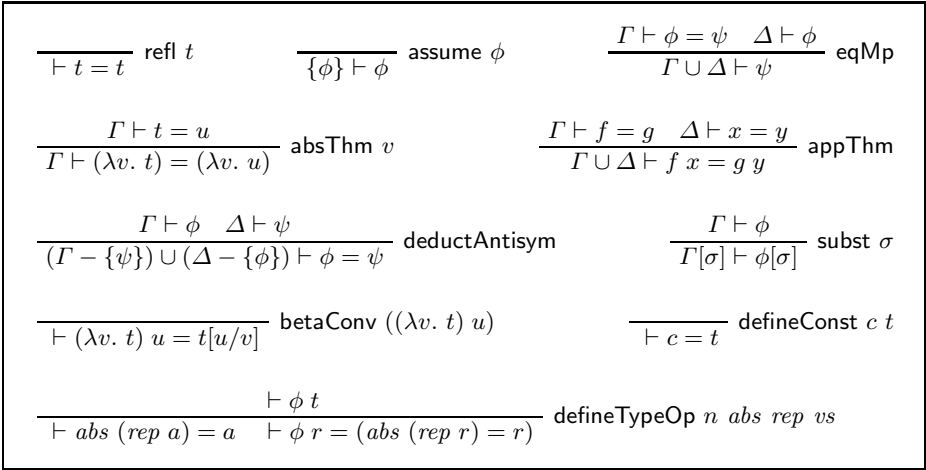 ⊢ t = t refl t
{φ} ⊢ φ assume φ
Γ ⊢ φ = ψ Δ ⊢ φ
Γ ∪ Δ ⊢ ψ eqMp
Γ ⊢ t = u
Γ ⊢ (λv. t) = (λv. u) absThm v
Γ ⊢ f = g Δ ⊢ x = y
Γ ∪ Δ ⊢ f x = g y appThm
Γ ⊢ φ Δ ⊢ ψ
(Γ − {ψ}) ∪ (Δ − {φ}) ⊢ φ = ψ deductAntisym
Γ ⊢ φ
Γ[σ] ⊢ φ[σ] subst σ
⊢ (λv. t) u = t[u/v] betaConv ((λv. t) u)
⊢ c = t defineConst c t
⊢ φ t
⊢ abs (rep a) = a ⊢ φ r = (abs (rep r) = r) defineTypeOp n abs rep vs